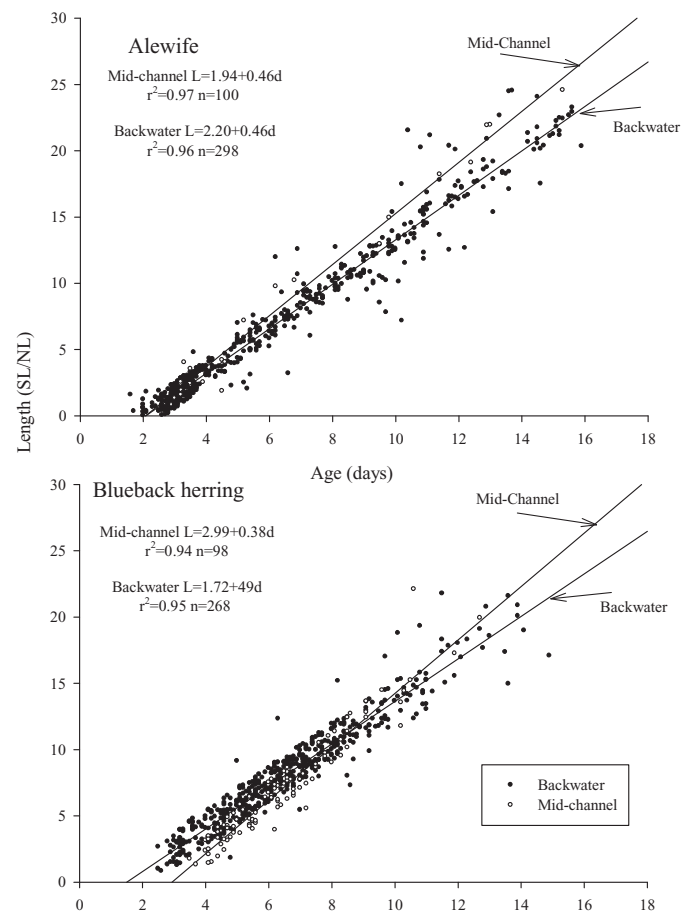 30
Alewife
Mid-Channel
Mid-channel L=1.94+0.46d
r²=0.97 n=100
25
Backwater L=2.20+0.46d
r²=0.96 n=298
Backwater
20
15
10
5
0
0 2 4 6 8 10 12 14 16 18
Length (SL/NL)
Age (days)
30
Blueback herring
Mid-Channel
Mid-channel L=2.99+0.38d
r²=0.94 n=98
25
Backwater L=1.72+49d
r²=0.95 n=268
Backwater
20
15
10
Backwater
Mid-channel
5
0
0 2 4 6 8 10 12 14 16 18